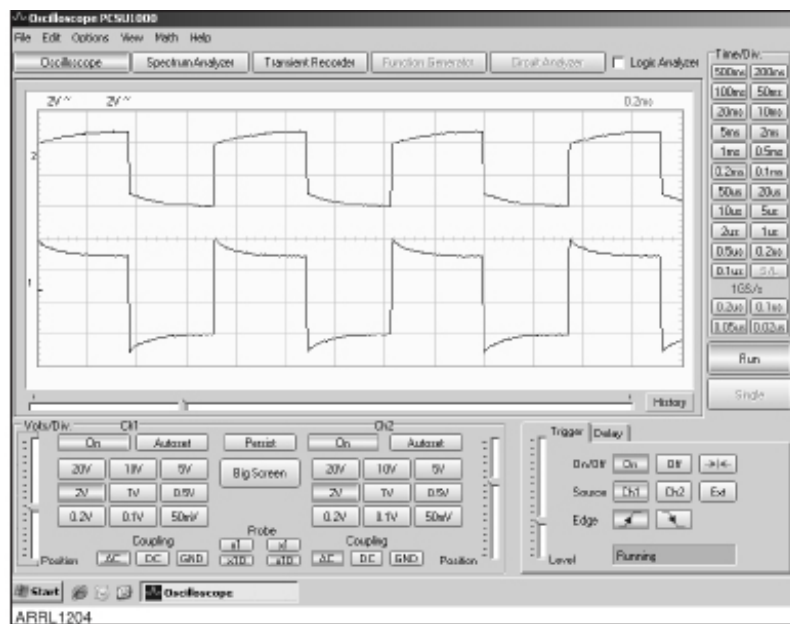 Oscilloscope PCSU1000
File Edit Options View Math Help
Oscilloscope Spectrum Analyzer Transient Recorder Function Generator Circuit Analyzer Logic Analyzer
Time/Div.
2V~ 2V~ 0.2ms
500ms 200ms
100ms 50ms
20ms 10ms
5ms 2ms
1ms 0.5ms
0.2ms 0.1ms
50us 20us
10us 5us
2us 1us
0.5us 0.2us
0.1us
1GS/s
0.2us 0.1us
0.05us 0.02us
Run
Single
2
1
History
Volts/Div. Ch1 Ch2
On Autoset Persist On Autoset
20V 10V 5V Big Screen 20V 10V 5V
2V 1V 0.5V 2V 1V 0.5V
0.2V 0.1V 50mV 0.2V 0.1V 50mV
Coupling Probe Coupling
x1 x1
Position AC DC GND x10 x10 AC DC GND Position
Trigger Delay
On/Off On Off
Source Ch1 Ch2 Ext
Edge
Level Running
Start Oscilloscope
ARRL1204